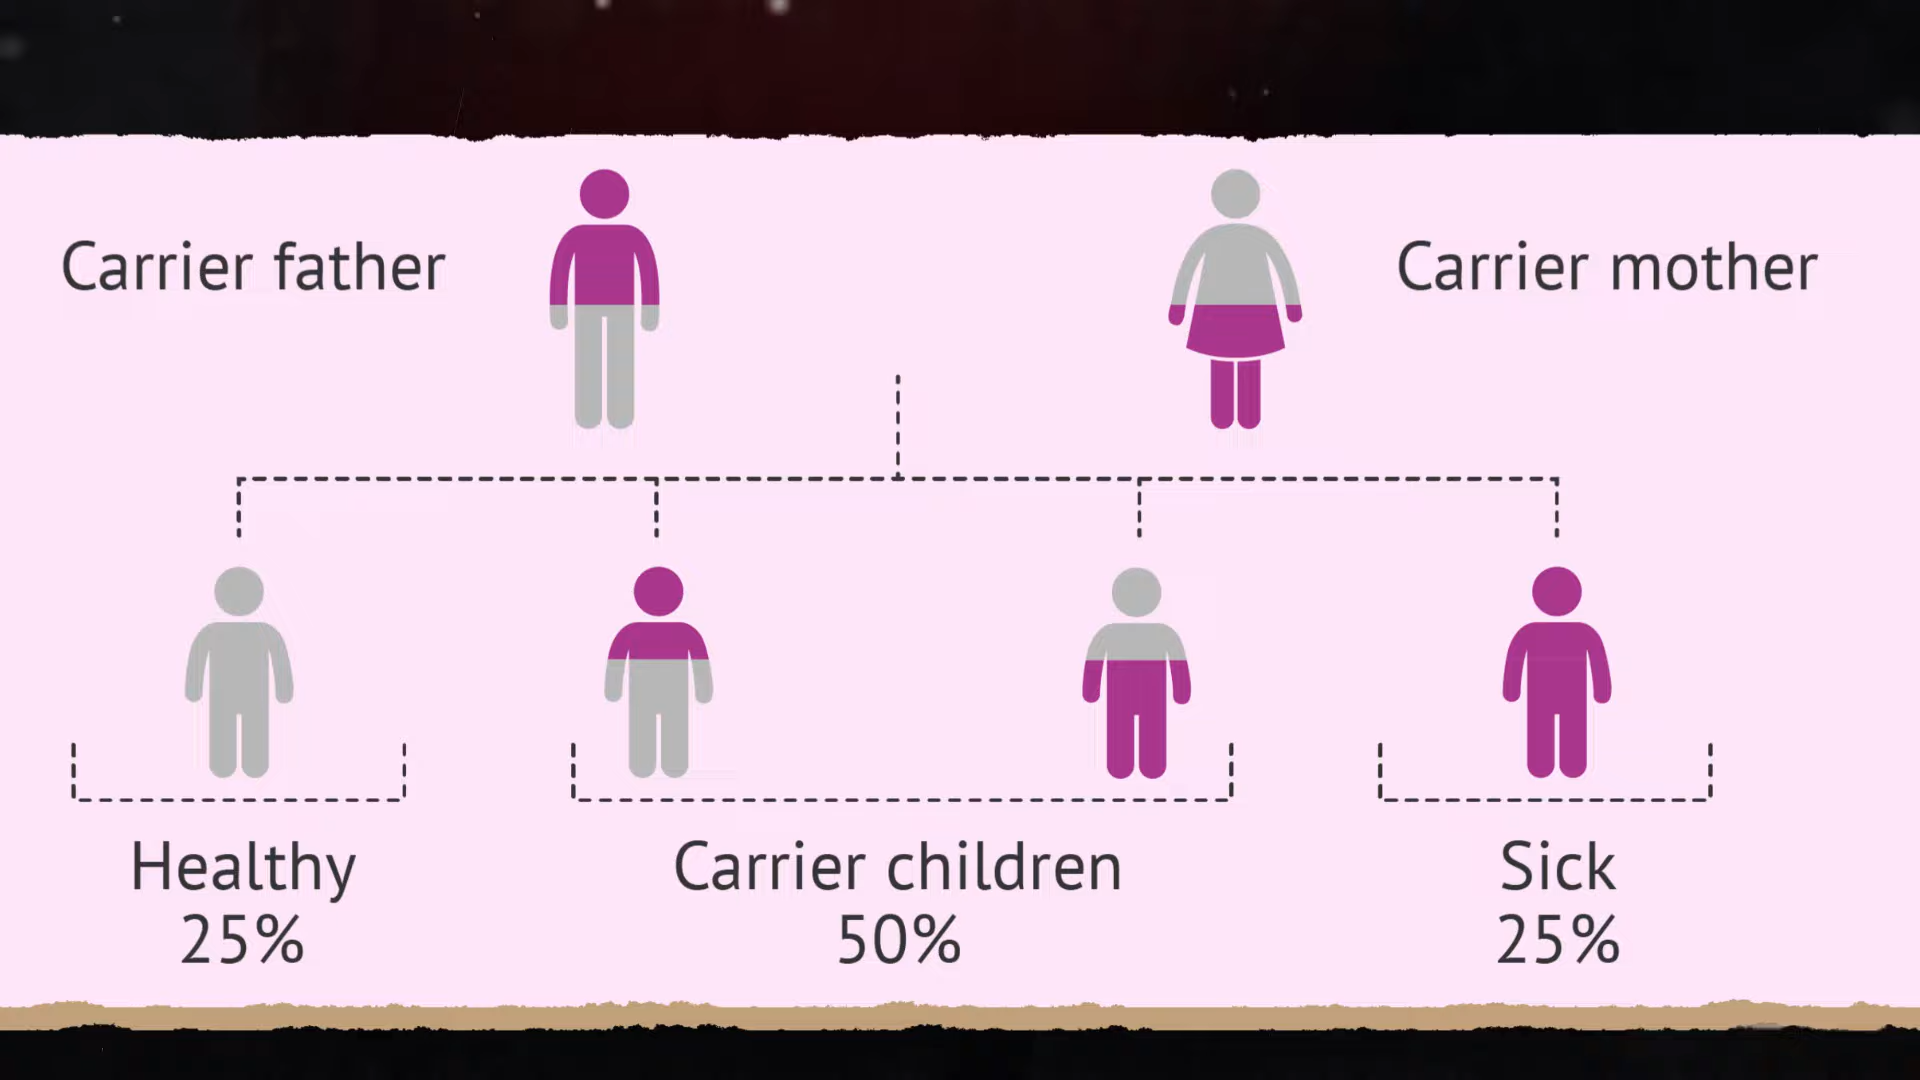 Carrier father
Carrier mother
Healthy
25%
Carrier children
50%
Sick
25%